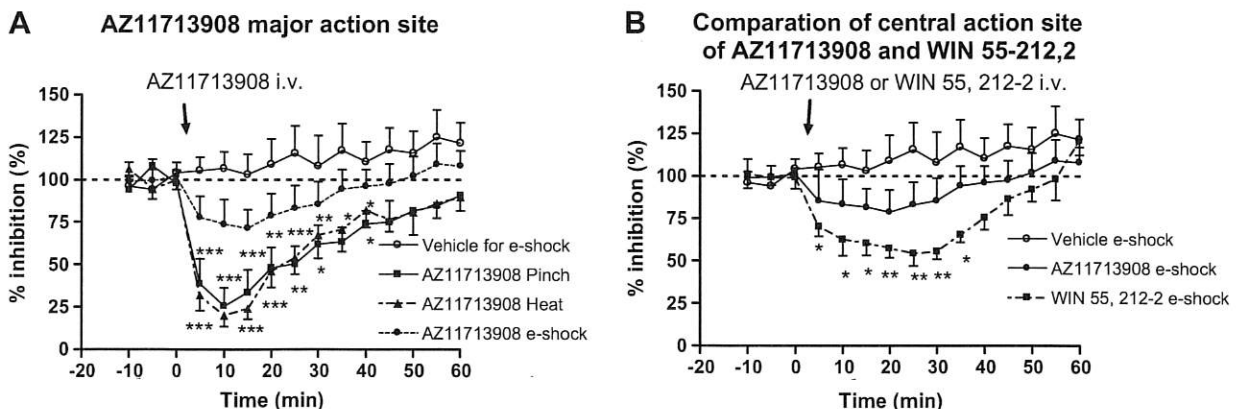 A
AZ11713908 major action site
AZ11713908 i.v.
150
125
100
75
50
25
0
% inhibition (%)
***
***
**
***
**
*
*
***
***
***
**
*
*
Vehicle for e-shock
AZ11713908 Pinch
AZ11713908 Heat
AZ11713908 e-shock
-20
-10
0
10
20
30
40
50
60
Time (min)
B
Comparation of central action site
of AZ11713908 and WIN 55-212,2
AZ11713908 or WIN 55, 212-2 i.v.
150
125
100
75
50
25
0
% inhibition (%)
*
*
*
**
**
**
*
Vehicle e-shock
AZ11713908 e-shock
WIN 55, 212-2 e-shock
-20
-10
0
10
20
30
40
50
60
Time (min)